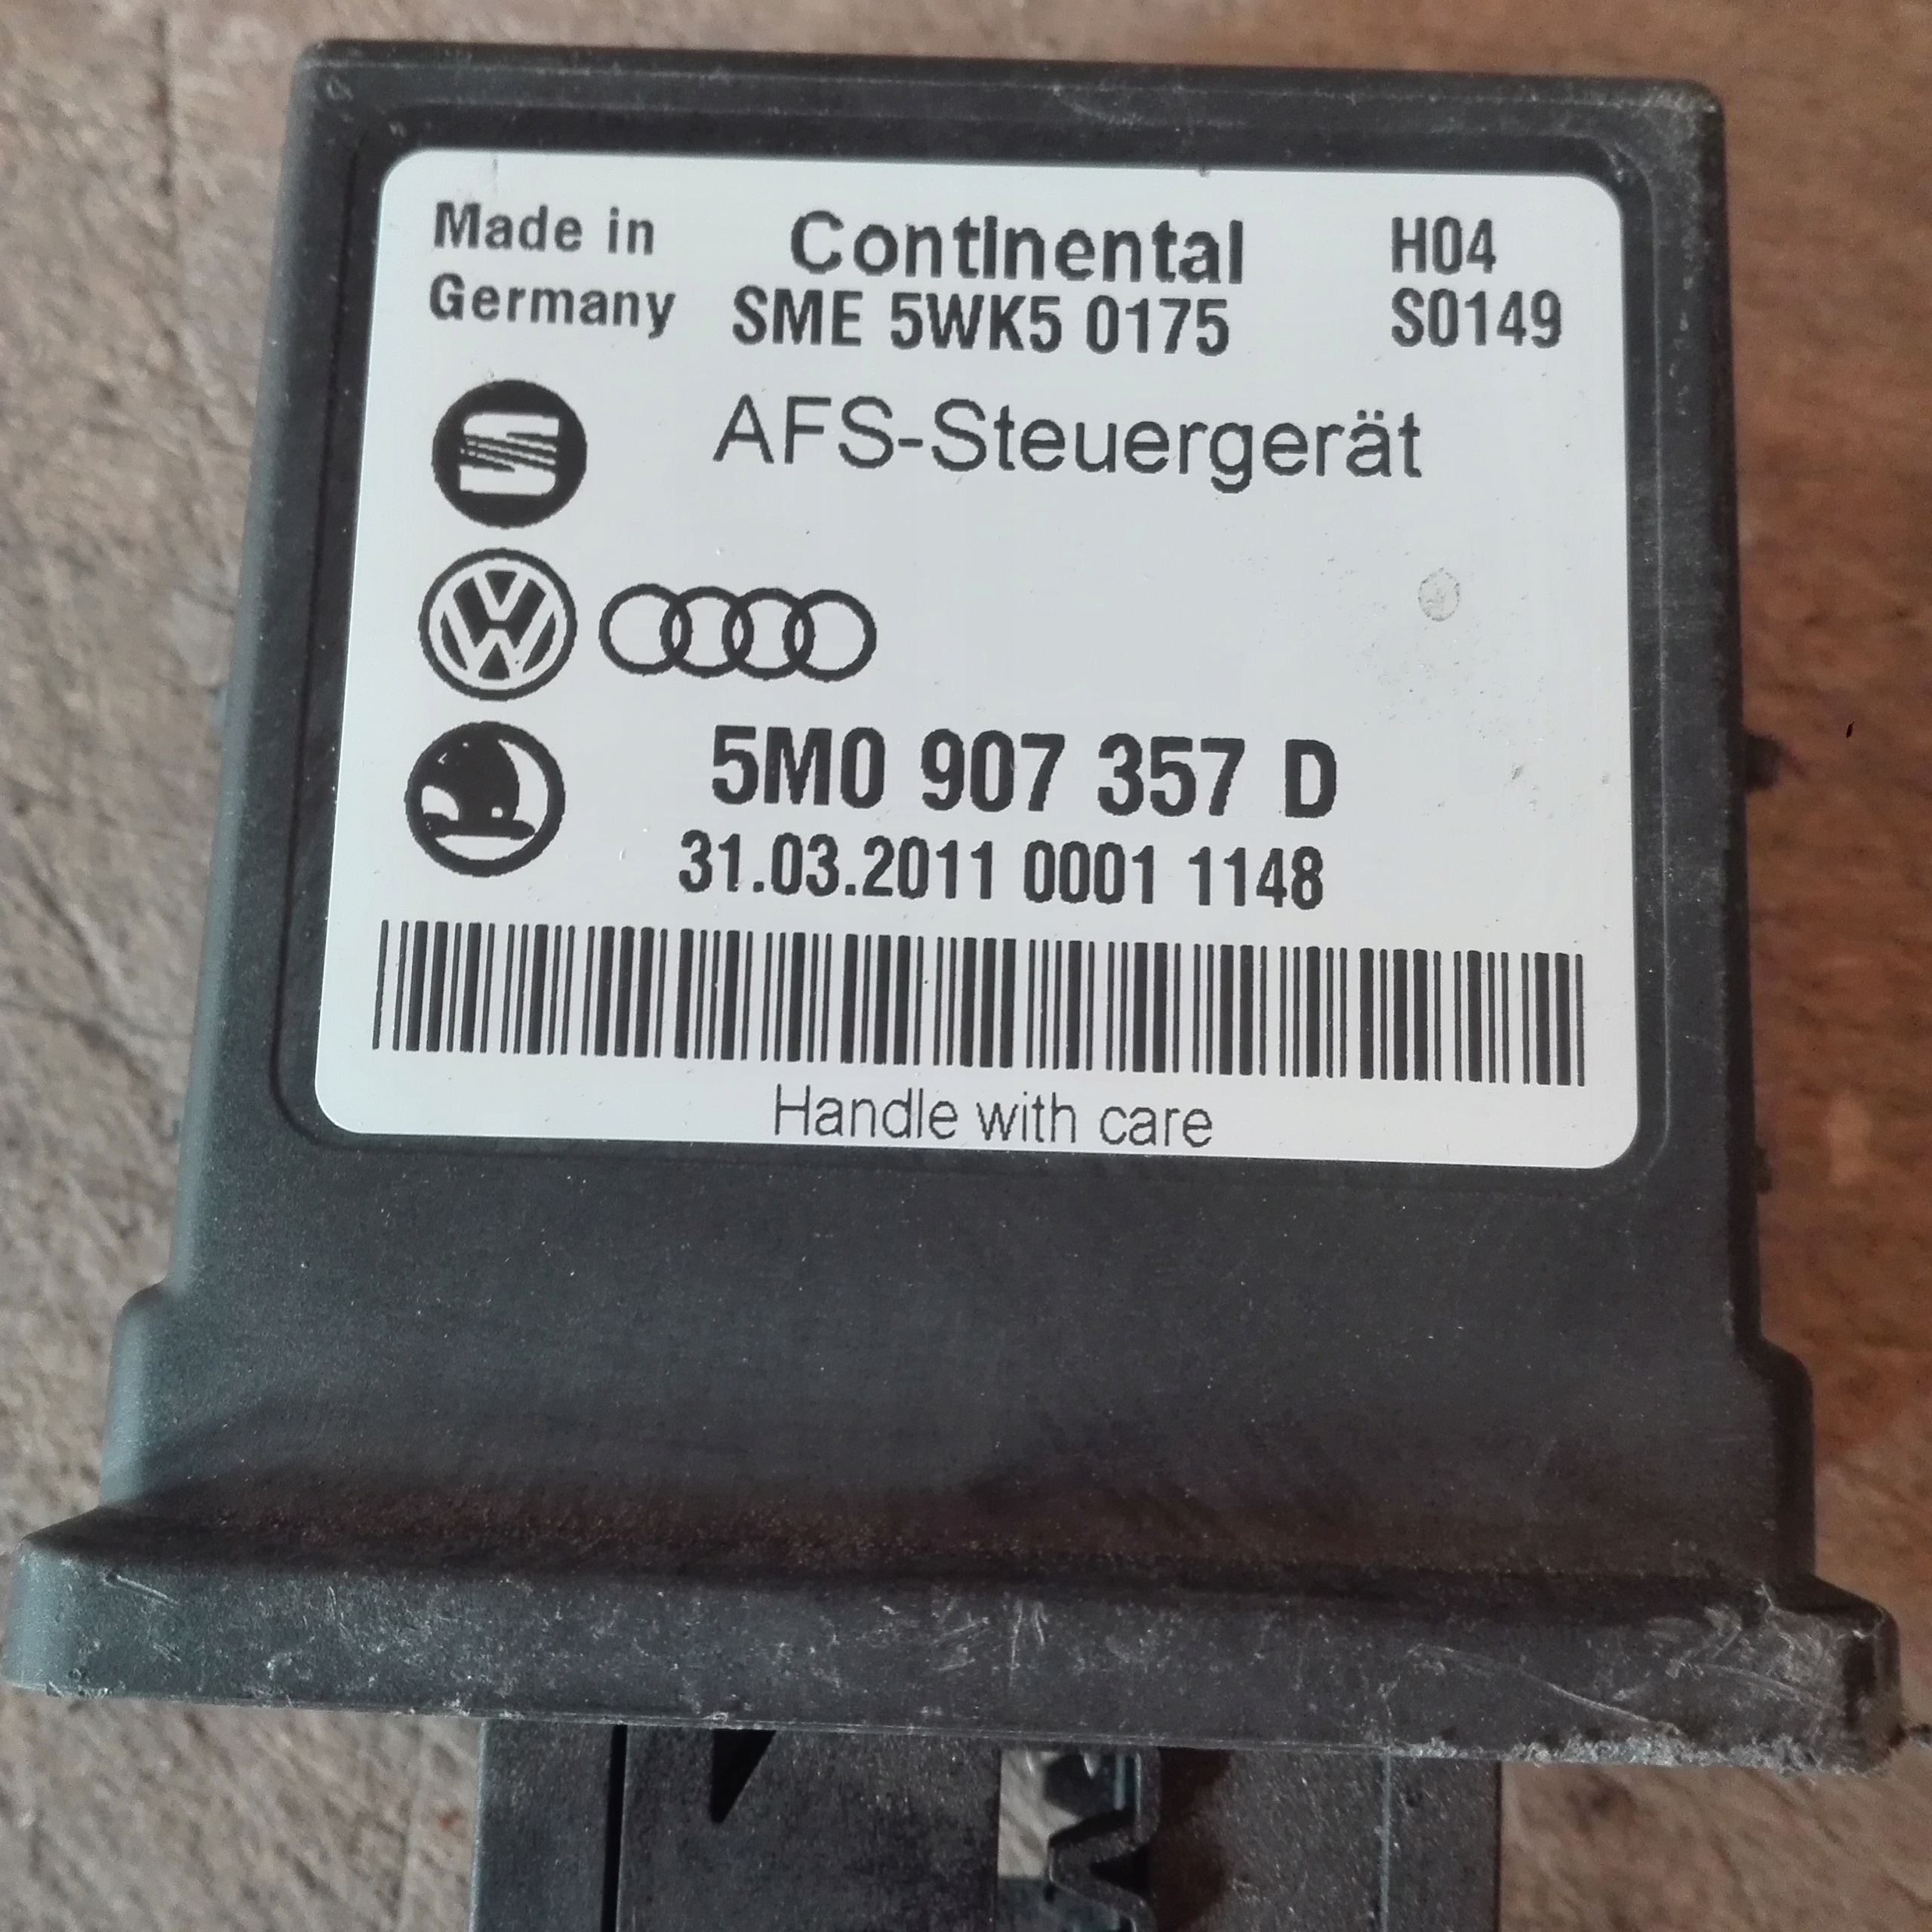 Made in
Germany
Continental
SME 5WK5 0175
H04
S0149
AFS-Steuergerät
5M0 907 357 D
31.03.2011 0001 1148
Handle with care